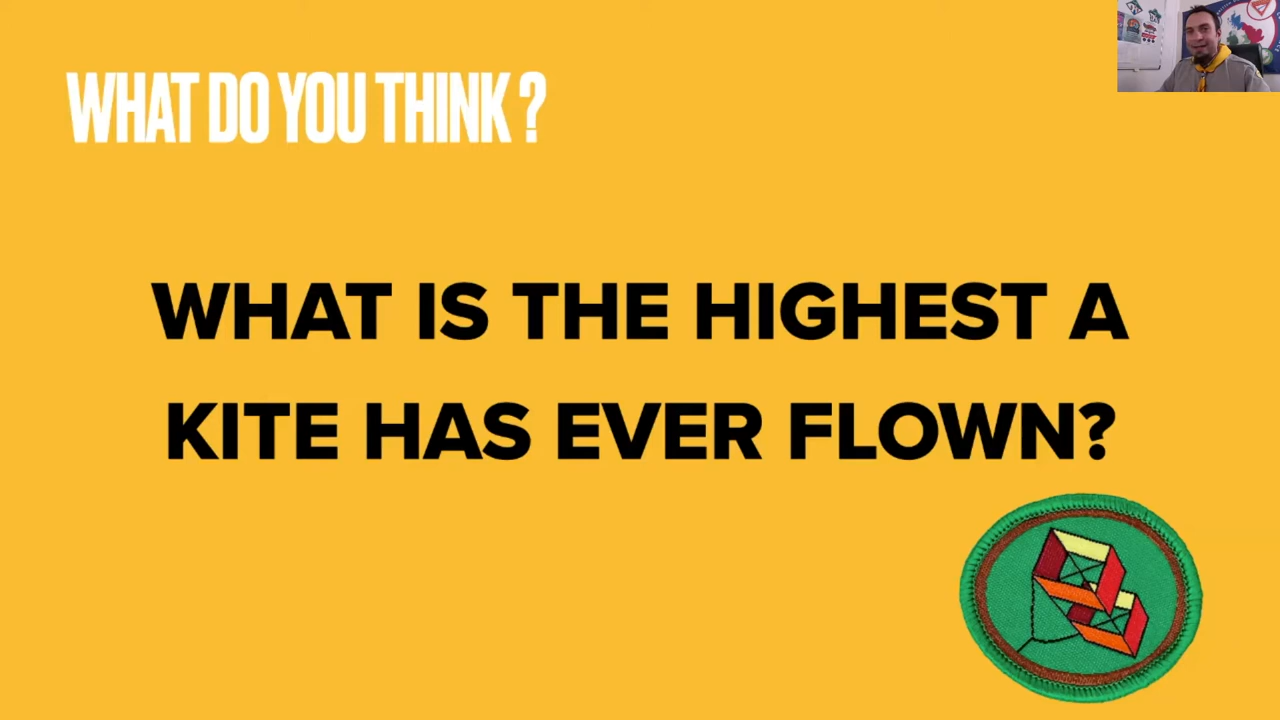 WHAT DO YOU THINK ?
WHAT IS THE HIGHEST A
KITE HAS EVER FLOWN?